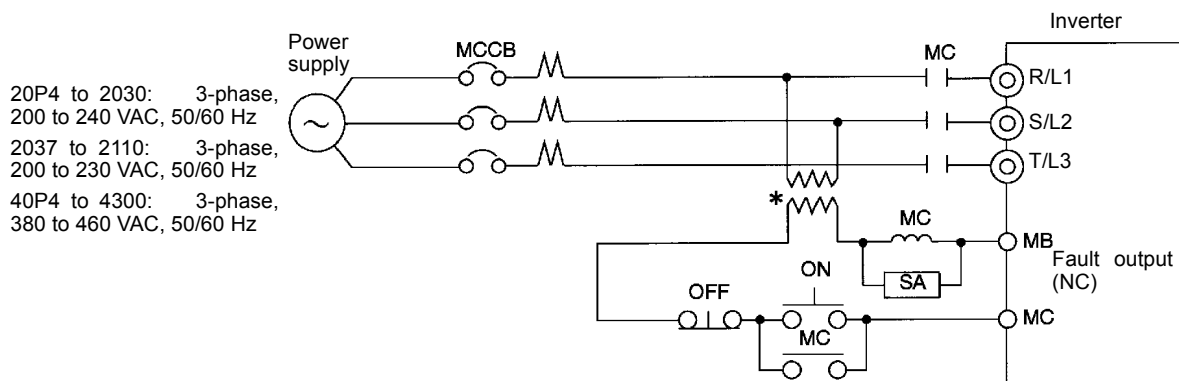 Inverter
Power
supply
MCCB
MC
R/L1
20P4 to 2030: 3-phase,
200 to 240 VAC, 50/60 Hz
~
S/L2
2037 to 2110: 3-phase,
200 to 230 VAC, 50/60 Hz
T/L3
40P4 to 4300: 3-phase,
380 to 460 VAC, 50/60 Hz
*
MC
MB
Fault output
(NC)
SA
ON
OFF
MC
MC